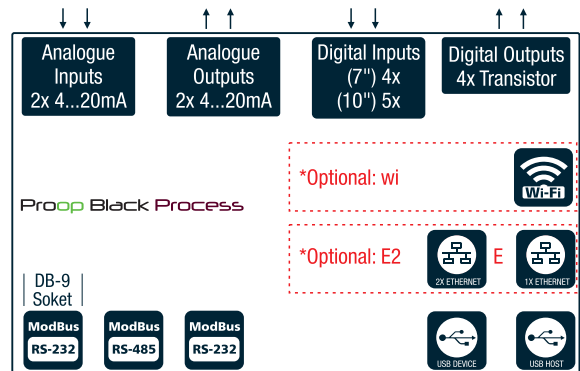 Analogue
Inputs
2x 4...20mA
Analogue
Outputs
2x 4...20mA
Digital Inputs
(7") 4x
(10") 5x
Digital Outputs
4x Transistor
*Optional: wi
Wi-Fi
Proop Black Process
*Optional: E2
2X ETHERNET
E
1X ETHERNET
DB-9
Soket
ModBus
RS-232
ModBus
RS-485
ModBus
RS-232
USB DEVICE
USB HOST